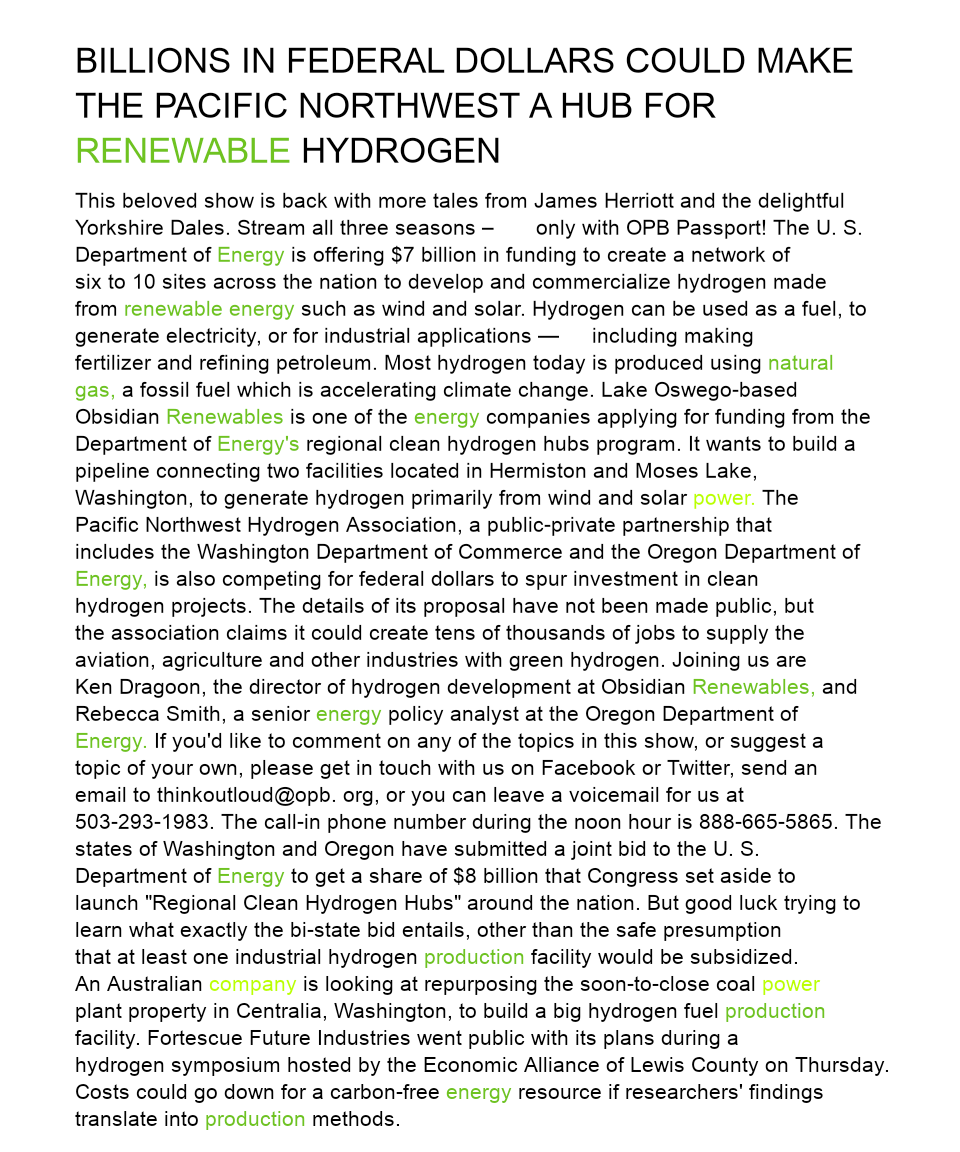 BILLIONS IN FEDERAL DOLLARS COULD MAKE
THE PACIFIC NORTHWEST A HUB FOR
RENEWABLE HYDROGEN
This beloved show is back with more tales from James Herriott and the delightful
Yorkshire Dales. Stream all three seasons – only with OPB Passport! The U. S.
Department of Energy is offering $7 billion in funding to create a network of
six to 10 sites across the nation to develop and commercialize hydrogen made
from renewable energy such as wind and solar. Hydrogen can be used as a fuel, to
generate electricity, or for industrial applications — including making
fertilizer and refining petroleum. Most hydrogen today is produced using natural
gas, a fossil fuel which is accelerating climate change. Lake Oswego-based
Obsidian Renewables is one of the energy companies applying for funding from the
Department of Energy's regional clean hydrogen hubs program. It wants to build a
pipeline connecting two facilities located in Hermiston and Moses Lake,
Washington, to generate hydrogen primarily from wind and solar power. The
Pacific Northwest Hydrogen Association, a public-private partnership that
includes the Washington Department of Commerce and the Oregon Department of
Energy, is also competing for federal dollars to spur investment in clean
hydrogen projects. The details of its proposal have not been made public, but
the association claims it could create tens of thousands of jobs to supply the
aviation, agriculture and other industries with green hydrogen. Joining us are
Ken Dragoon, the director of hydrogen development at Obsidian Renewables, and
Rebecca Smith, a senior energy policy analyst at the Oregon Department of
Energy. If you'd like to comment on any of the topics in this show, or suggest a
topic of your own, please get in touch with us on Facebook or Twitter, send an
email to thinkoutloud@opb. org, or you can leave a voicemail for us at
503-293-1983. The call-in phone number during the noon hour is 888-665-5865. The
states of Washington and Oregon have submitted a joint bid to the U. S.
Department of Energy to get a share of $8 billion that Congress set aside to
launch "Regional Clean Hydrogen Hubs" around the nation. But good luck trying to
learn what exactly the bi-state bid entails, other than the safe presumption
that at least one industrial hydrogen production facility would be subsidized.
An Australian company is looking at repurposing the soon-to-close coal power
plant property in Centralia, Washington, to build a big hydrogen fuel production
facility. Fortescue Future Industries went public with its plans during a
hydrogen symposium hosted by the Economic Alliance of Lewis County on Thursday.
Costs could go down for a carbon-free energy resource if researchers' findings
translate into production methods.